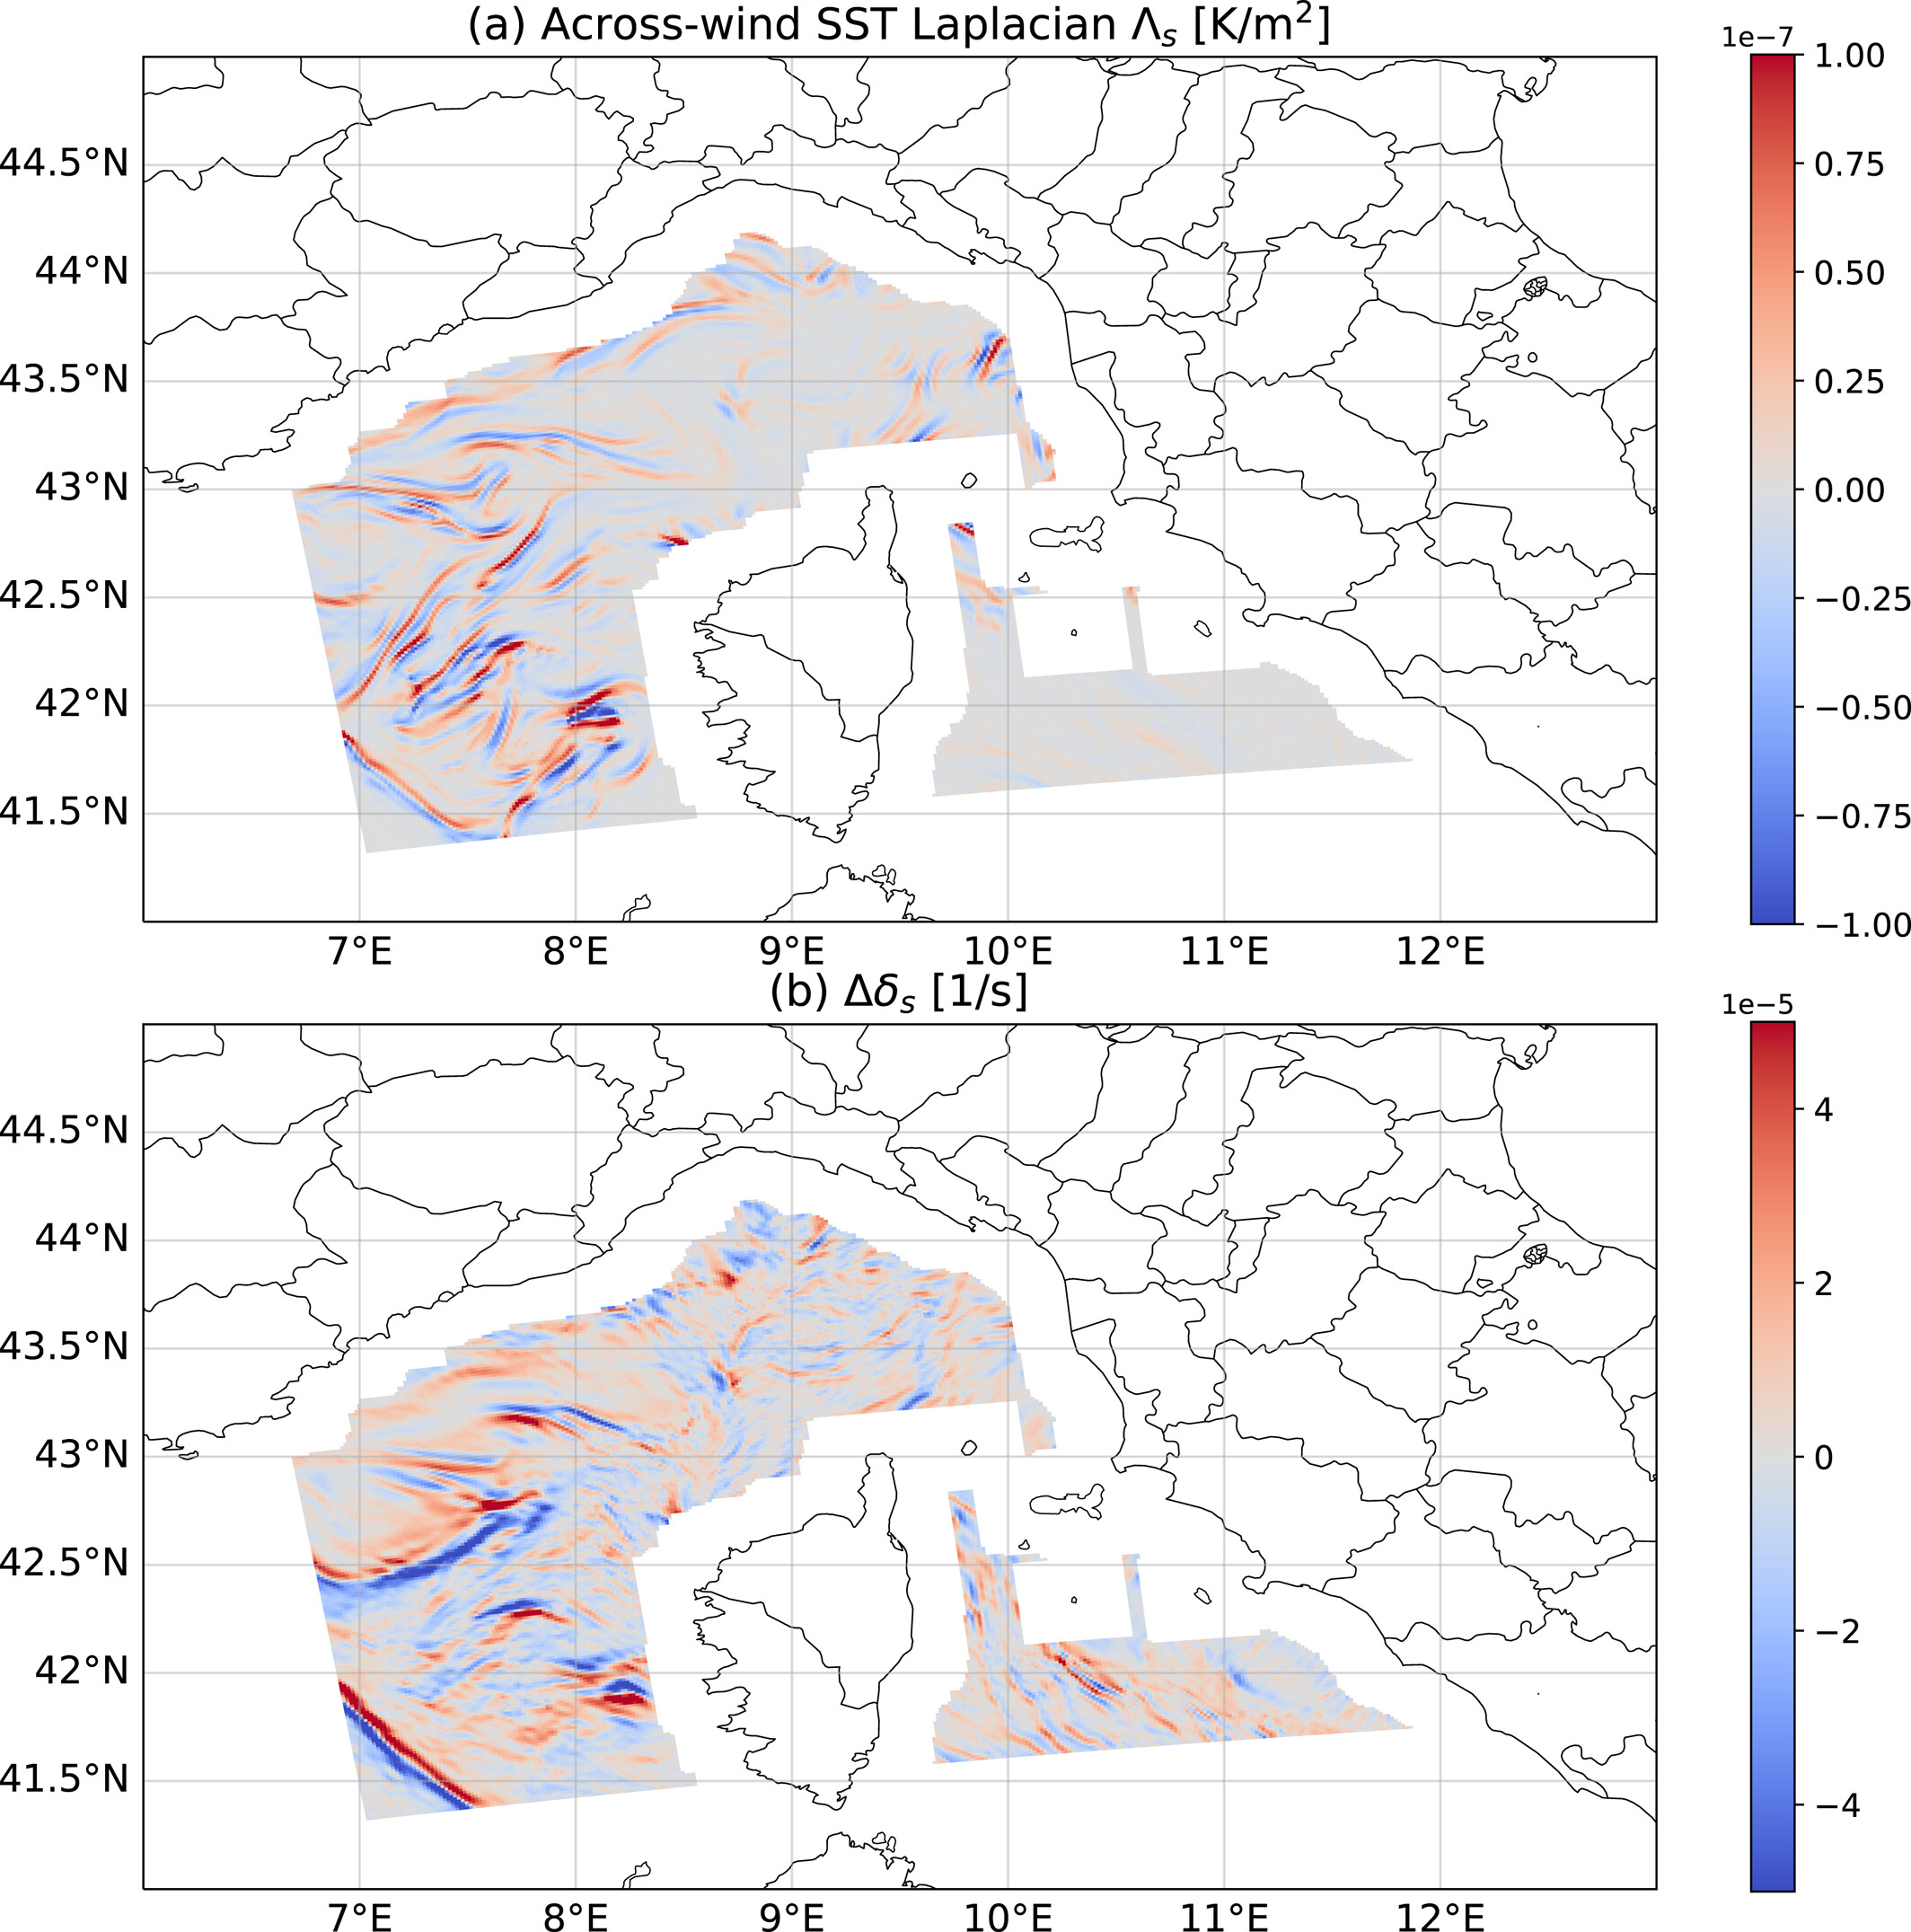 (a) Across-wind SST Laplacian Λₛ [K/m²]
1e−7
1.00
0.75
0.50
0.25
0.00
−0.25
−0.50
−0.75
−1.00
44.5°N
44°N
43.5°N
43°N
42.5°N
42°N
41.5°N
7°E 8°E 9°E 10°E 11°E 12°E
(b) Δδₛ [1/s]
1e−5
4
2
0
−2
−4
44.5°N
44°N
43.5°N
43°N
42.5°N
42°N
41.5°N
7°E 8°E 9°E 10°E 11°E 12°E